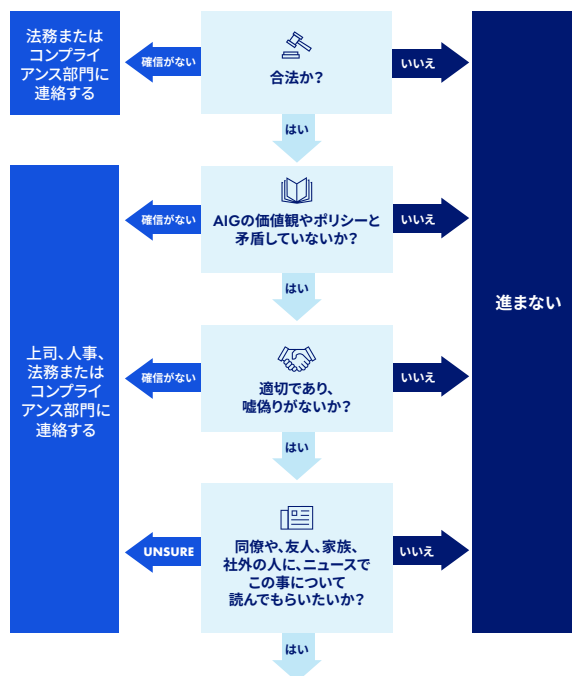 法務または
コンプライ
アンス部門に
連絡する
確信がない
合法か?
いいえ
はい
確信がない
AIGの価値観やポリシーと
矛盾していないか?
いいえ
はい
進まない
上司、人事、
法務または
コンプライ
アンス部門に
連絡する
確信がない
適切であり、
嘘偽りがないか?
いいえ
はい
UNSURE
同僚や、友人、家族、
社外の人に、ニュースで
この事について
読んでもらいたいか?
いいえ
はい